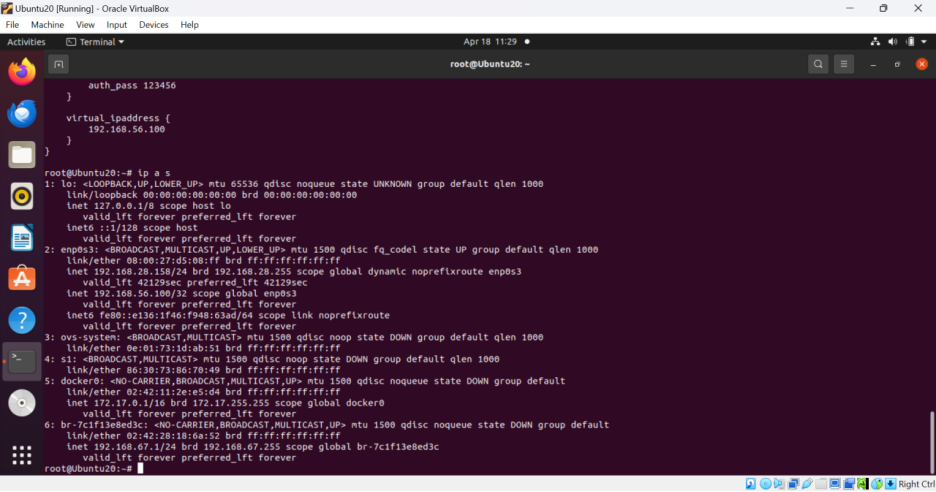 Ubuntu20 [Running] - Oracle VirtualBox
File Machine View Input Devices Help
Activities Terminal Apr 18 11:29
root@Ubuntu20: ~
auth_pass 123456
}
virtual_ipaddress {
192.168.56.100
}
}
root@Ubuntu20:~# ip a s
1: lo: <LOOPBACK,UP,LOWER_UP> mtu 65536 qdisc noqueue state UNKNOWN group default qlen 1000
link/loopback 00:00:00:00:00:00 brd 00:00:00:00:00:00
inet 127.0.0.1/8 scope host lo
valid_lft forever preferred_lft forever
inet6 ::1/128 scope host
valid_lft forever preferred_lft forever
2: enp0s3: <BROADCAST,MULTICAST,UP,LOWER_UP> mtu 1500 qdisc fq_codel state UP group default qlen 1000
link/ether 08:00:27:d5:08:ff brd ff:ff:ff:ff:ff:ff
inet 192.168.28.158/24 brd 192.168.28.255 scope global dynamic noprefixroute enp0s3
valid_lft 42129sec preferred_lft 42129sec
inet 192.168.56.100/32 scope global enp0s3
valid_lft forever preferred_lft forever
inet6 fe80::e136:1f46:f948:63ad/64 scope link noprefixroute
valid_lft forever preferred_lft forever
3: ovs-system: <BROADCAST,MULTICAST> mtu 1500 qdisc noop state DOWN group default qlen 1000
link/ether 0e:01:73:1d:ab:51 brd ff:ff:ff:ff:ff:ff
4: s1: <BROADCAST,MULTICAST> mtu 1500 qdisc noop state DOWN group default qlen 1000
link/ether 86:30:73:86:70:49 brd ff:ff:ff:ff:ff:ff
5: docker0: <NO-CARRIER,BROADCAST,MULTICAST,UP> mtu 1500 qdisc noqueue state DOWN group default
link/ether 02:42:11:2e:e5:d4 brd ff:ff:ff:ff:ff:ff
inet 172.17.0.1/16 brd 172.17.255.255 scope global docker0
valid_lft forever preferred_lft forever
6: br-7c1f13e8ed3c: <NO-CARRIER,BROADCAST,MULTICAST,UP> mtu 1500 qdisc noqueue state DOWN group default
link/ether 02:42:28:18:6a:52 brd ff:ff:ff:ff:ff:ff
inet 192.168.67.1/24 brd 192.168.67.255 scope global br-7c1f13e8ed3c
valid_lft forever preferred_lft forever
root@Ubuntu20:~#
Right Ctrl